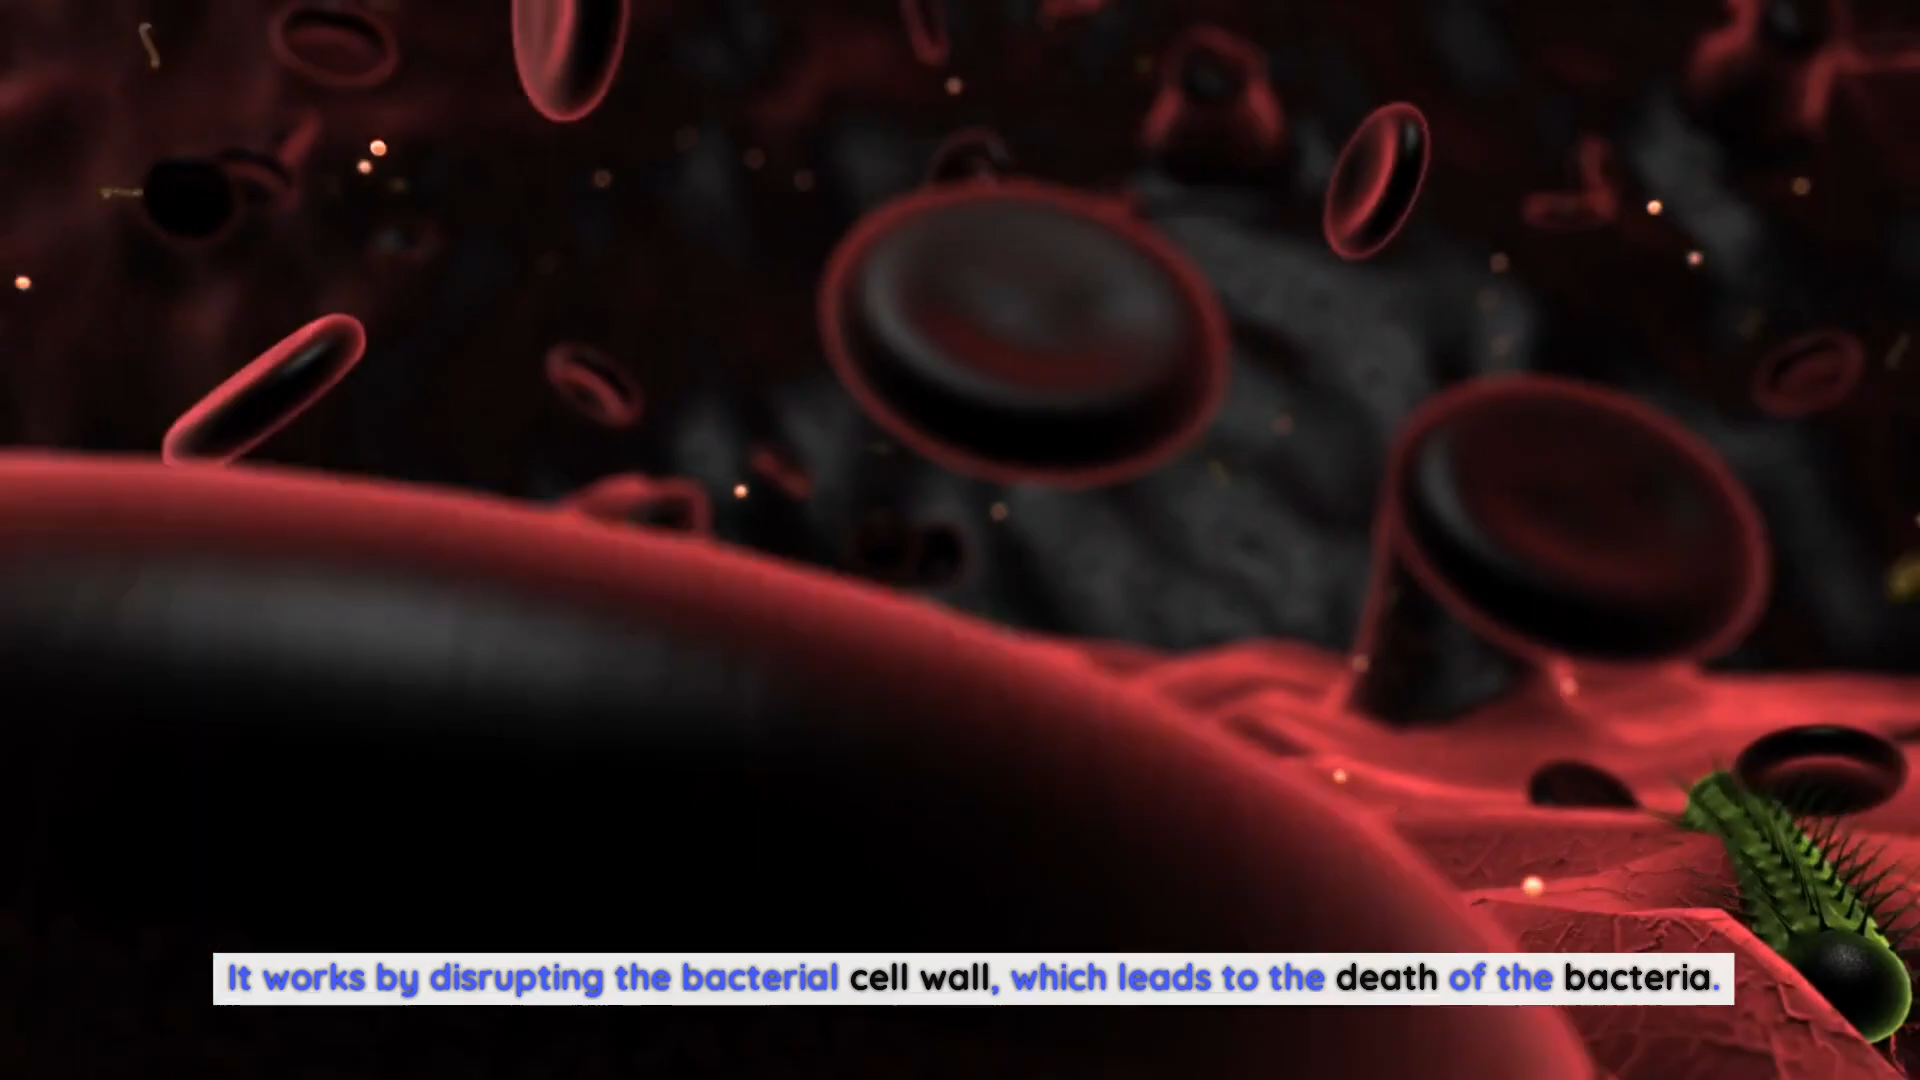 It works by disrupting the bacterial cell wall, which leads to the death of the bacteria.